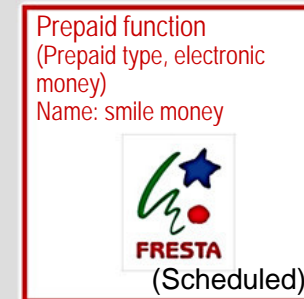 Prepaid function
(Prepaid type, electronic
money)
Name: smile money
FRESTA
(Scheduled)